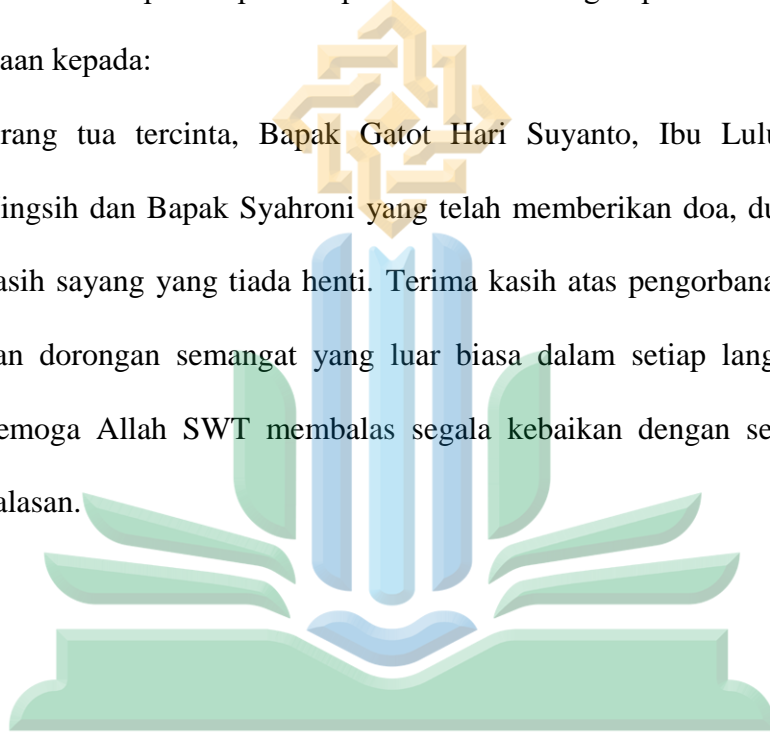 aan kepada:
rang tua tercinta, Bapak Gatot Hari Suyanto, Ibu Lulu
ingsih dan Bapak Syahroni yang telah memberikan doa, du
asih sayang yang tiada henti. Terima kasih atas pengorbana
an dorongan semangat yang luar biasa dalam setiap lang
emoga Allah SWT membalas segala kebaikan dengan se
alasan.